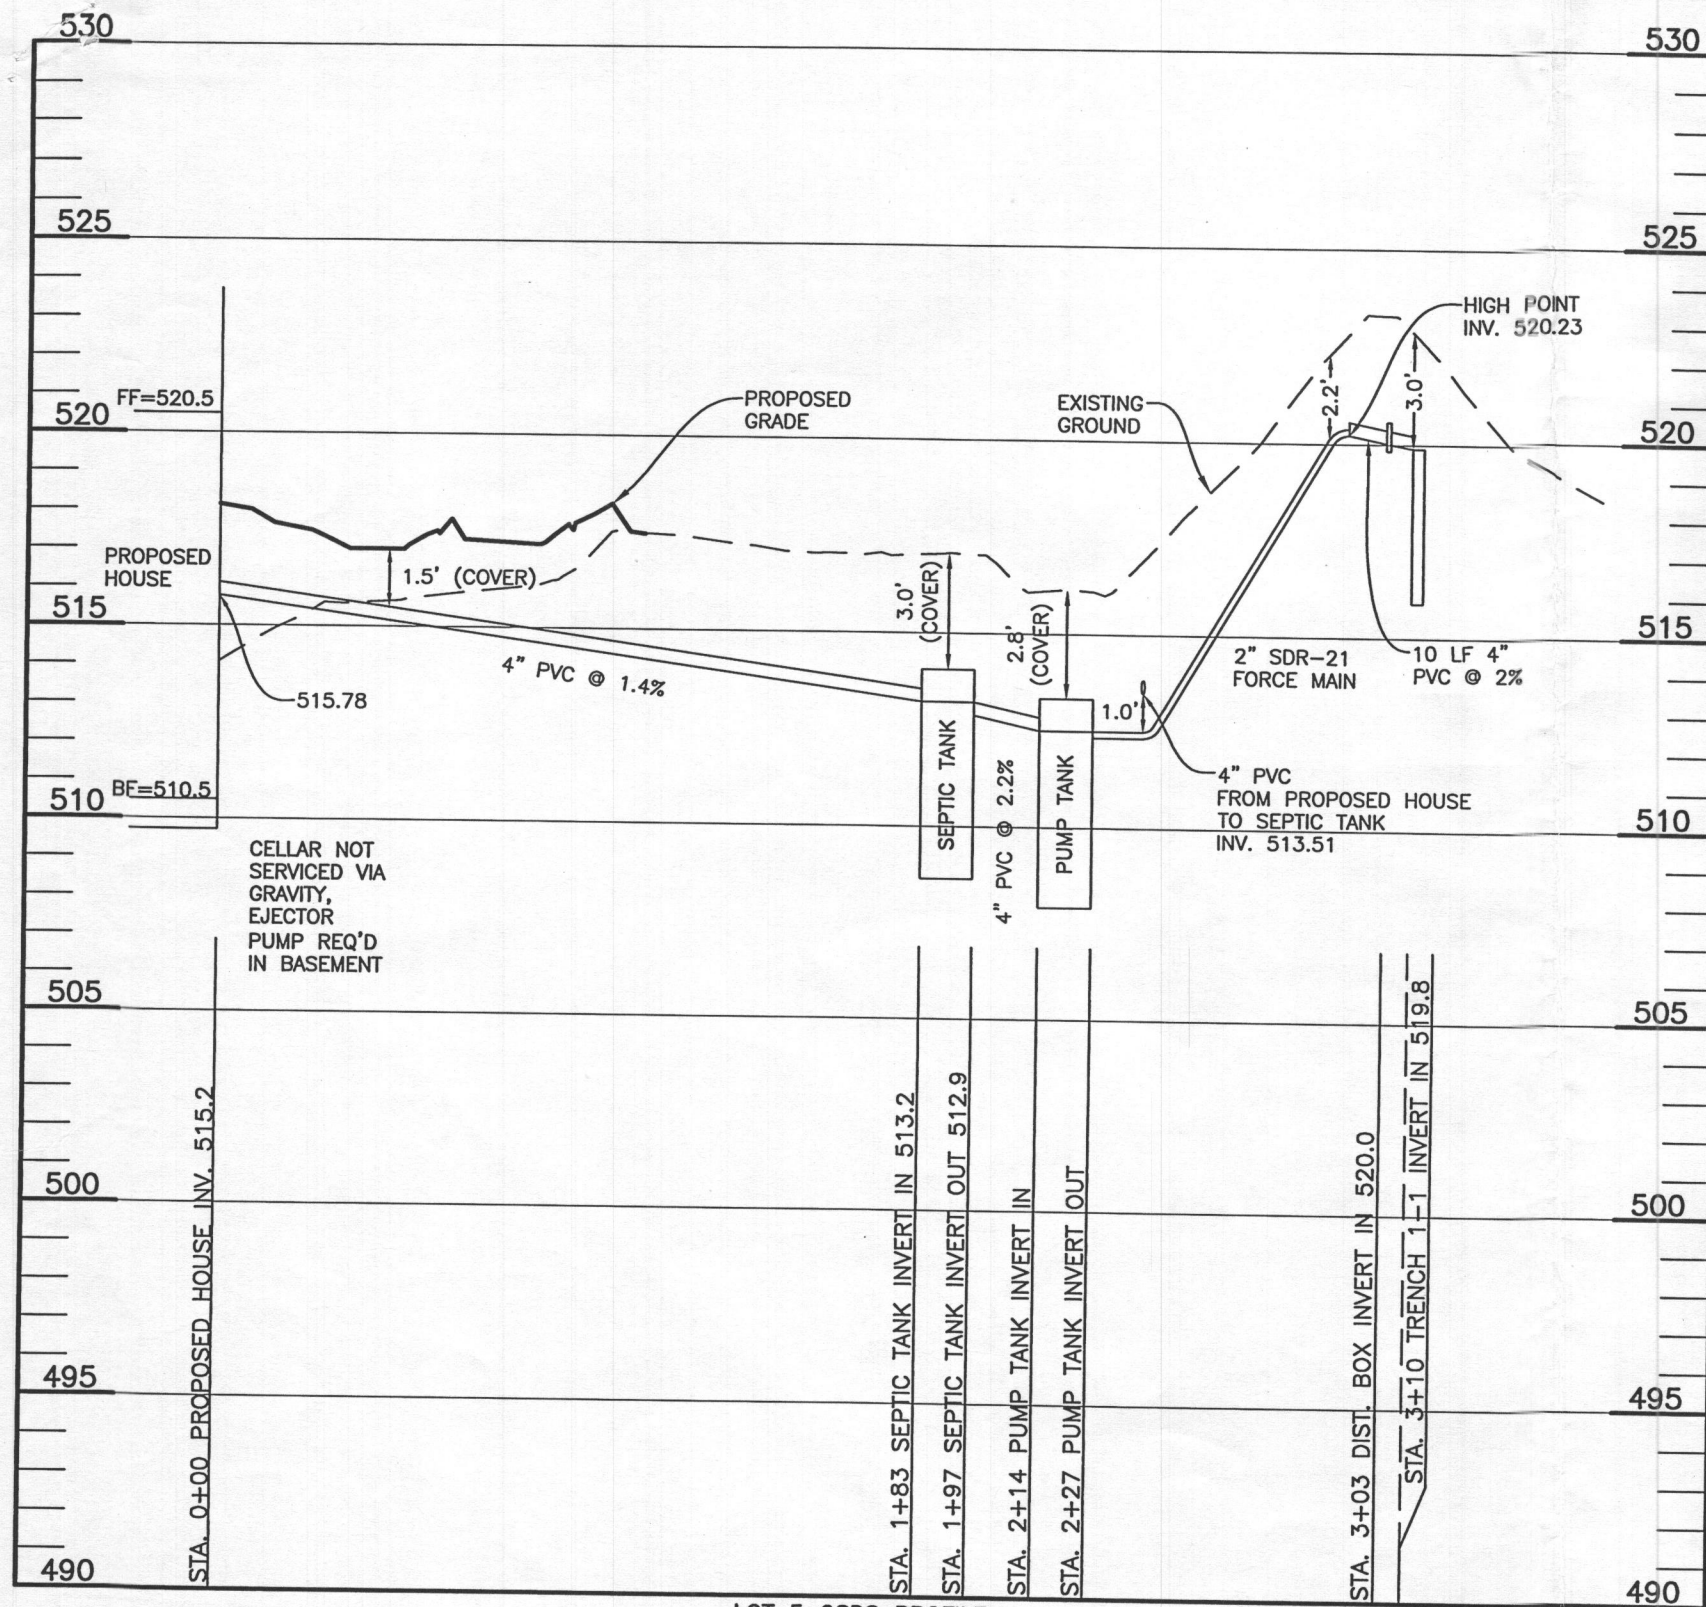 530
530
525
525
HIGH POINT
INV. 520.23
FF=520.5
520
520
PROPOSED
GRADE
EXISTING
GROUND
2.2'
3.0'
PROPOSED
HOUSE
1.5' (COVER)
3.0'
(COVER)
2.8'
(COVER)
515
515
4" PVC @ 1.4%
515.78
2" SDR-21
FORCE MAIN
10 LF 4"
PVC @ 2%
1.0'
SEPTIC TANK
4" PVC @ 2.2%
PUMP TANK
4" PVC
FROM PROPOSED HOUSE
TO SEPTIC TANK
INV. 513.51
BF=510.5
510
510
CELLAR NOT
SERVICED VIA
GRAVITY,
EJECTOR
PUMP REQ'D
IN BASEMENT
505
505
500
500
495
495
490
490
STA. 0+00 PROPOSED HOUSE INV. 515.2
STA. 1+83 SEPTIC TANK INVERT IN 513.2
STA. 1+97 SEPTIC TANK INVERT OUT 512.9
STA. 2+14 PUMP TANK INVERT IN
STA. 2+27 PUMP TANK INVERT OUT
STA. 3+03 DIST. BOX INVERT IN 520.0
STA. 3+10 TRENCH 1-1 INVERT IN 519.8